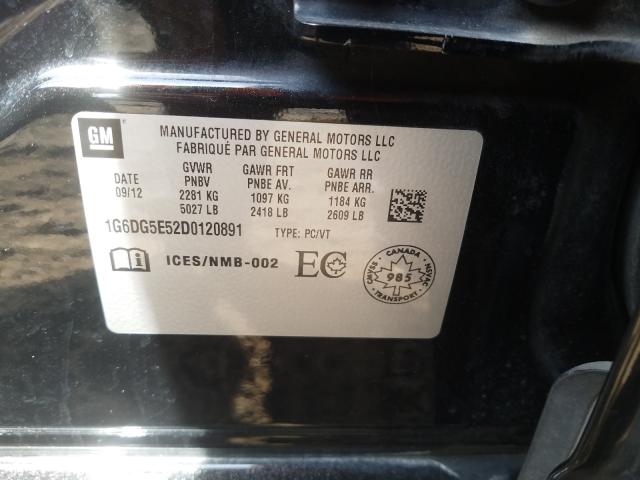 GM
MANUFACTURED BY GENERAL MOTORS LLC
FABRIQUÉ PAR GENERAL MOTORS LLC
DATE
09/12
GVWR
PNBV
2281 KG
5027 LB
GAWR FRT
PNBE AV.
1097 KG
2418 LB
GAWR RR
PNBE ARR.
1184 KG
2609 LB
1G6DG5E52D0120891 TYPE: PC/VT
i ICES/NMB-002 EC
CANADA
CMVSS 985 NSVAC
TRANSPORT